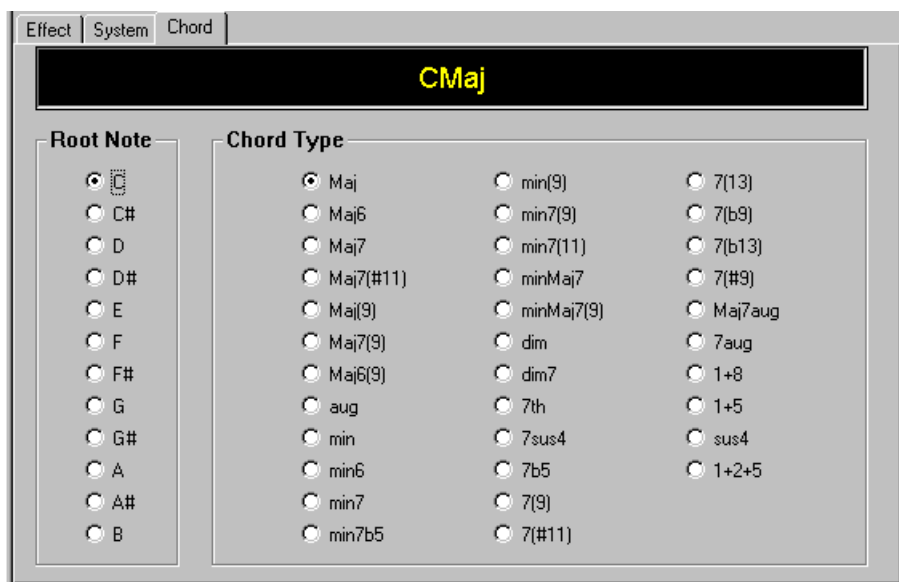 Effect System Chord
CMaj
Root Note
C
C#
D
D#
E
F
F#
G
G#
A
A#
B
Chord Type
Maj
Maj6
Maj7
Maj7(#11)
Maj(9)
Maj7(9)
Maj6(9)
aug
min
min6
min7
min7b5
min(9)
min7(9)
min7(11)
minMaj7
minMaj7(9)
dim
dim7
7th
7sus4
7b5
7(9)
7(#11)
7(13)
7(b9)
7(b13)
7(#9)
Maj7aug
7aug
1+8
1+5
sus4
1+2+5